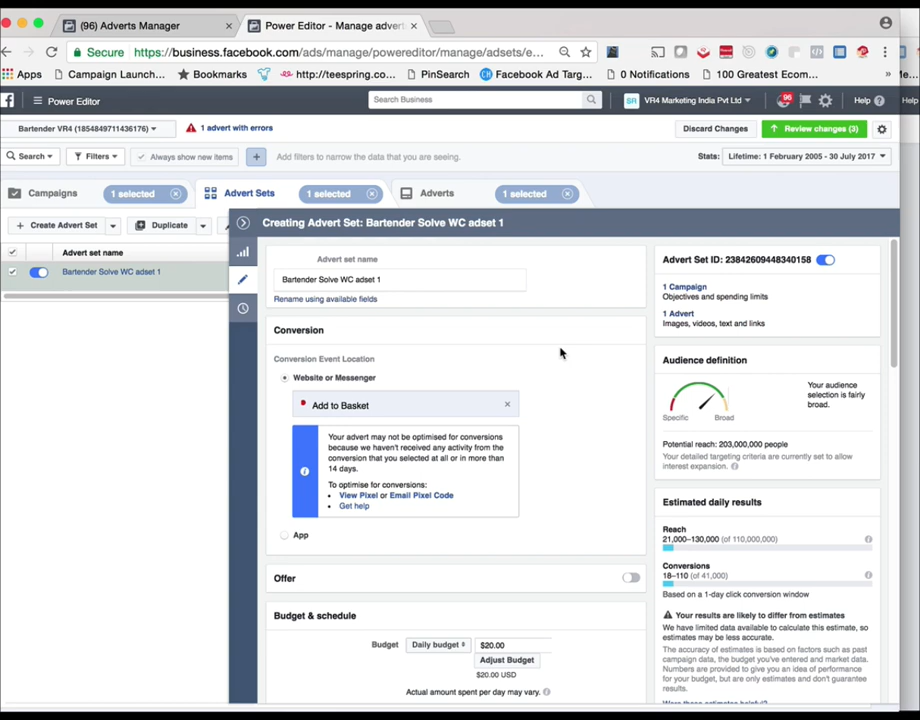 (96) Adverts Manager
Power Editor - Manage advert
Secure https://business.facebook.com/ads/manage/powereditor/manage/adsets/e...
Apps Campaign Launch... Bookmarks http://teespring.co... PinSearch Facebook Ad Targ... 0 Notifications 100 Greatest Ecom...
Power Editor
Search Business
VR4 Marketing India Pvt Ltd
96
Help
Help
Bartender VR4 (1854849711436176)
1 advert with errors
Discard Changes
Review changes (3)
Search
Filters
Always show new items
Add filters to narrow the data that you are seeing.
Stats: Lifetime: 1 February 2005 - 30 July 2017
Campaigns 1 selected
Advert Sets 1 selected
Adverts 1 selected
Create Advert Set
Duplicate
Creating Advert Set: Bartender Solve WC adset 1
Advert set name
Bartender Solve WC adset 1
Advert set name
Bartender Solve WC adset 1
Rename using available fields
Conversion
Conversion Event Location
Website or Messenger
Add to Basket
Your advert may not be optimised for conversions
because we haven't received any activity from the
conversion that you selected at all or in more than
14 days.
To optimise for conversions:
• View Pixel or Email Pixel Code
• Get help
App
Offer
Budget & schedule
Budget Daily budget $20.00
Adjust Budget
$20.00 USD
Actual amount spent per day may vary.
Advert Set ID: 23842609448340158
1 Campaign
Objectives and spending limits
1 Advert
Images, videos, text and links
Audience definition
Specific
Broad
Your audience
selection is fairly
broad.
Potential reach: 203,000,000 people
Your detailed targeting criteria are currently set to allow
interest expansion.
Estimated daily results
Reach
21,000–130,000 (of 110,000,000)
Conversions
18–110 (of 41,000)
Based on a 1-day click conversion window
Your results are likely to differ from estimates
We have limited data available to calculate this estimate, so
estimates may be less accurate.
The accuracy of estimates is based on factors such as past
campaign data, the budget you've entered and market data.
Numbers are provided to give you an idea of performance
for your budget, but are only estimates and don't guarantee
results.